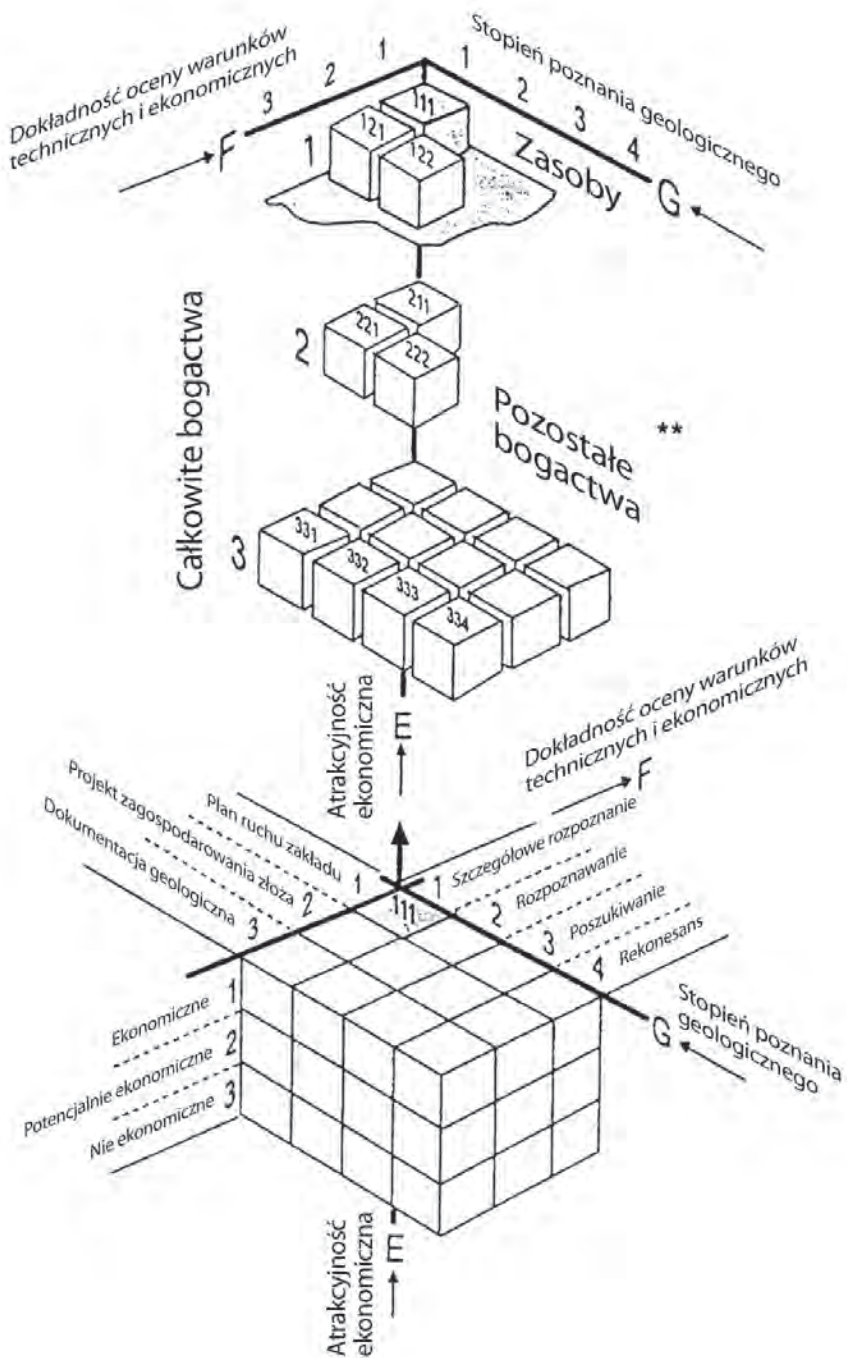 Dokładność oceny warunków
technicznych i ekonomicznych
F
3
2
1
1
2
3
4
G
Stopień poznania geologicznego
Zasoby
1
111
121
122
Całkowite bogactwa
2
211
221
222
Pozostałe
bogactwa
**
3
331
332
333
334
Atrakcyjność
ekonomiczna
E
Dokładność oceny warunków
technicznych i ekonomicznych
F
Projekt zagospodarowania złoża
Dokumentacja geologiczna
Plan ruchu zakładu
Szczegółowe rozpoznanie
Rozpoznawanie
Poszukiwanie
Rekonesans
3
2
1
1
2
3
4
111
G
Stopień poznania
geologicznego
Ekonomiczne
1
Potencjalnie ekonomiczne
2
Nie ekonomiczne
3
Atrakcyjność
ekonomiczna
E